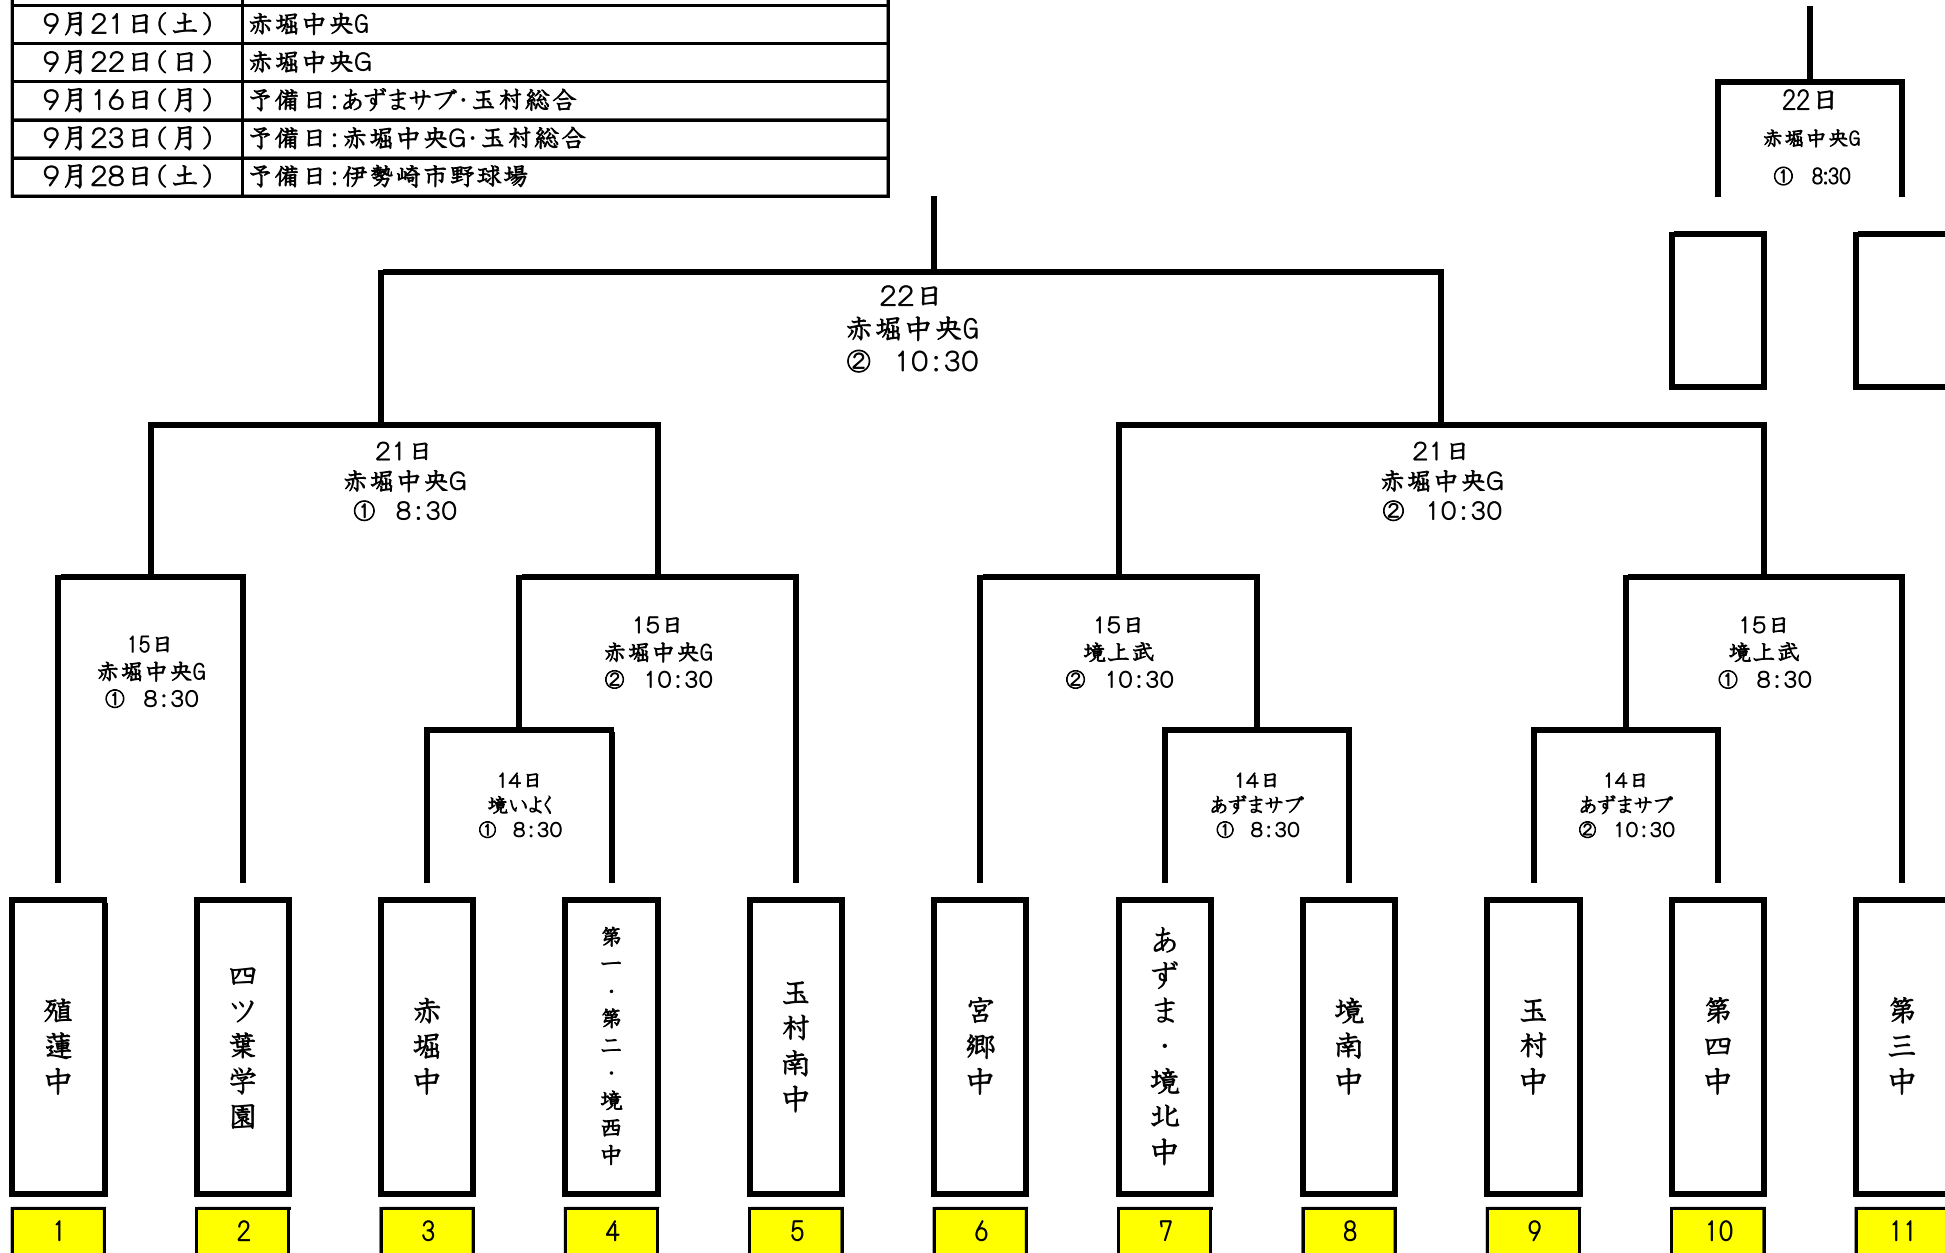 9月21日(土) 赤堀中央G
9月22日(日) 赤堀中央G
9月16日(月) 予備日:あずまサブ・玉村総合
9月23日(月) 予備日:赤堀中央G・玉村総合
9月28日(土) 予備日:伊勢崎市野球場
22日
赤堀中央G
① 8:30
22日
赤堀中央G
② 10:30
21日
赤堀中央G
① 8:30
21日
赤堀中央G
② 10:30
15日
赤堀中央G
① 8:30
15日
赤堀中央G
② 10:30
15日
境上武
② 10:30
15日
境上武
① 8:30
14日
境いよく
① 8:30
14日
あずまサブ
① 8:30
14日
あずまサブ
② 10:30
殖蓮中
四ツ葉学園
赤堀中
第一・第二・境西中
玉村南中
宮郷中
あずま・境北中
境南中
玉村中
第四中
第三中
1 2 3 4 5 6 7 8 9 10 11